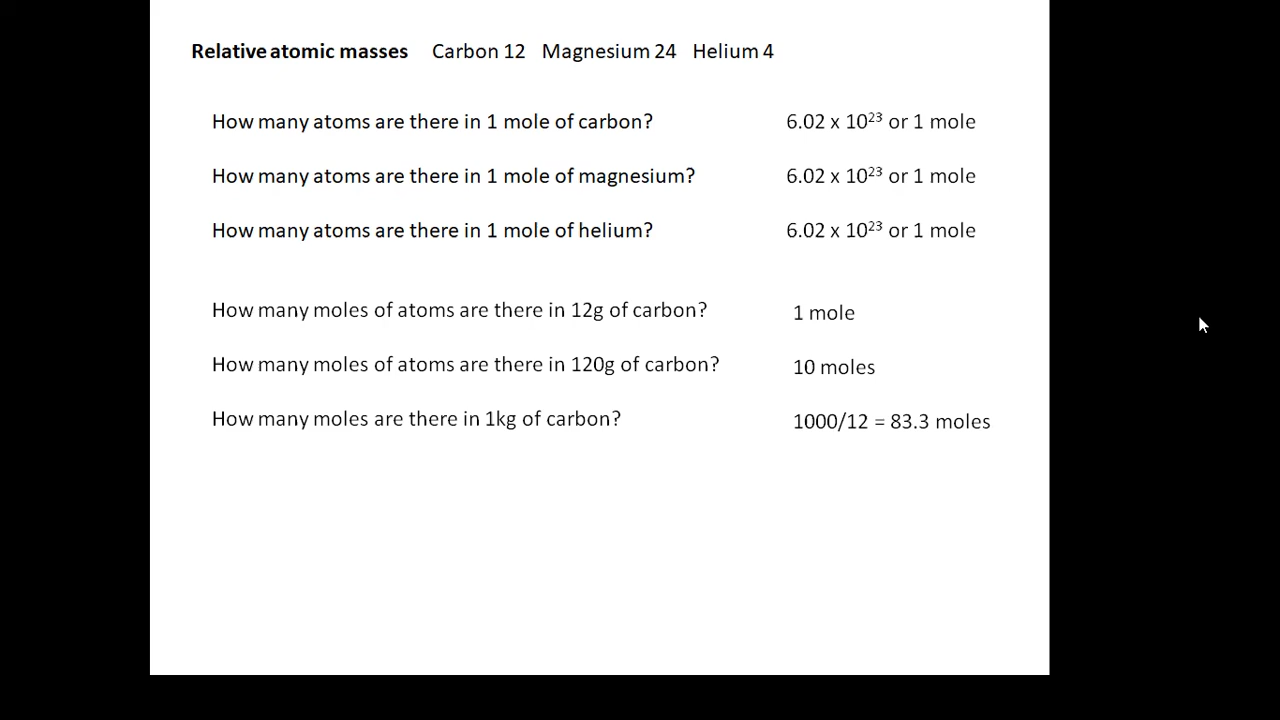 Relative atomic masses Carbon 12 Magnesium 24 Helium 4
How many atoms are there in 1 mole of carbon? 6.02 x 10²³ or 1 mole
How many atoms are there in 1 mole of magnesium? 6.02 x 10²³ or 1 mole
How many atoms are there in 1 mole of helium? 6.02 x 10²³ or 1 mole
How many moles of atoms are there in 12g of carbon? 1 mole
How many moles of atoms are there in 120g of carbon? 10 moles
How many moles are there in 1kg of carbon? 1000/12 = 83.3 moles